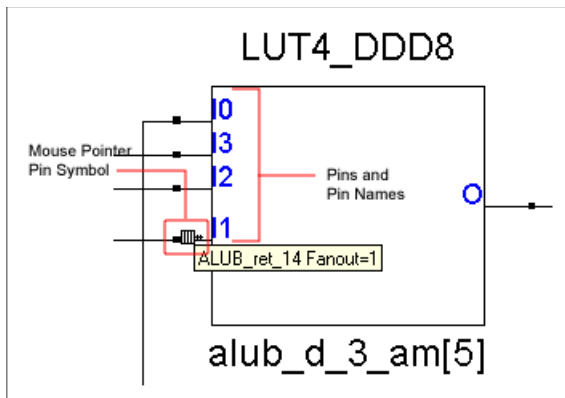 LUT4_DDD8
I0
I3
Mouse Pointer
Pin Symbol
I2
Pins and
Pin Names
O
I1
ALUB_ret_14 Fanout=1
alub_d_3_am[5]